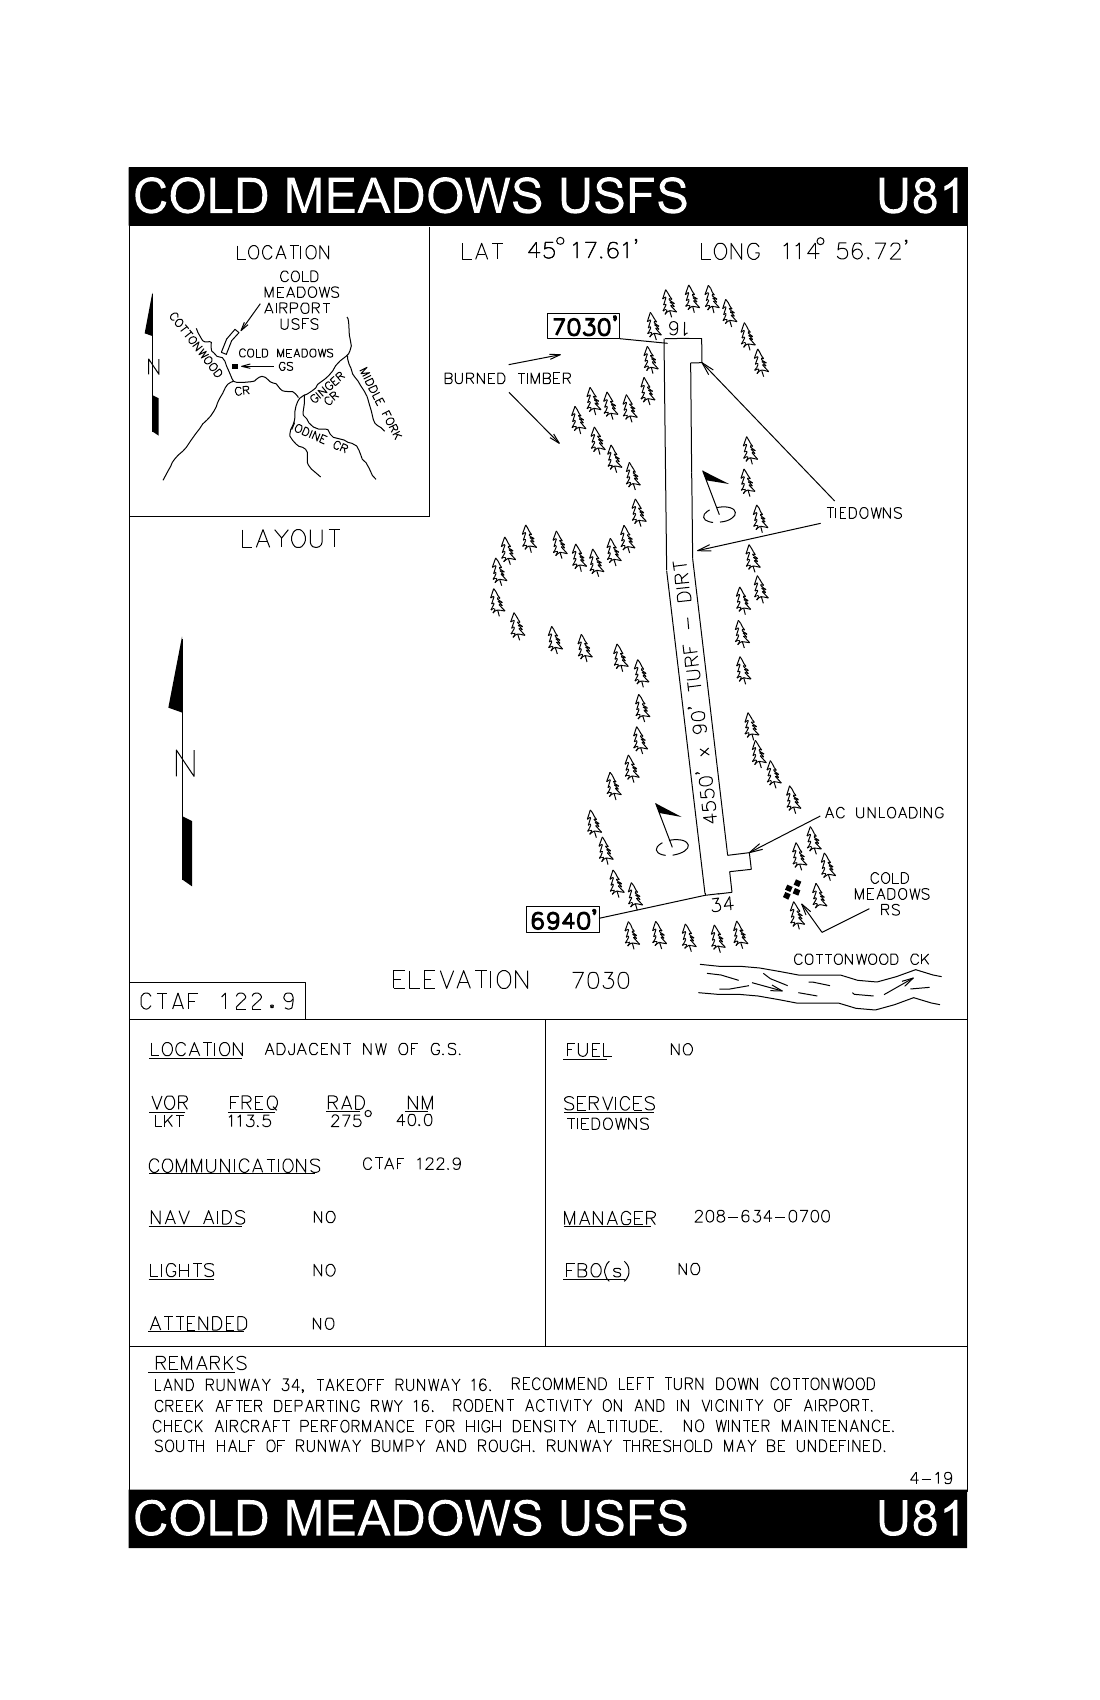 COLD MEADOWS USFS U81
LOCATION
COLD
MEADOWS
AIRPORT
USFS
COTTONWOOD
CR
N
COLD MEADOWS
GS
GINGER
CR
MIDDLE FORK
ODINE CR
LAT 45° 17.61' LONG 114° 56.72'
7030'
16
BURNED TIMBER
TIEDOWNS
LAYOUT
N
4550' x 90' TURF - DIRT
AC UNLOADING
COLD
MEADOWS
RS
34
6940'
COTTONWOOD CK
ELEVATION 7030
CTAF 122.9
LOCATION ADJACENT NW OF G.S.
VOR FREQ RAD NM
LKT 113.5 275° 40.0
COMMUNICATIONS CTAF 122.9
NAV AIDS NO
LIGHTS NO
ATTENDED NO
FUEL NO
SERVICES
TIEDOWNS
MANAGER 208-634-0700
FBO(s) NO
REMARKS
LAND RUNWAY 34, TAKEOFF RUNWAY 16. RECOMMEND LEFT TURN DOWN COTTONWOOD
CREEK AFTER DEPARTING RWY 16. RODENT ACTIVITY ON AND IN VICINITY OF AIRPORT.
CHECK AIRCRAFT PERFORMANCE FOR HIGH DENSITY ALTITUDE. NO WINTER MAINTENANCE.
SOUTH HALF OF RUNWAY BUMPY AND ROUGH. RUNWAY THRESHOLD MAY BE UNDEFINED.
4-19
COLD MEADOWS USFS U81